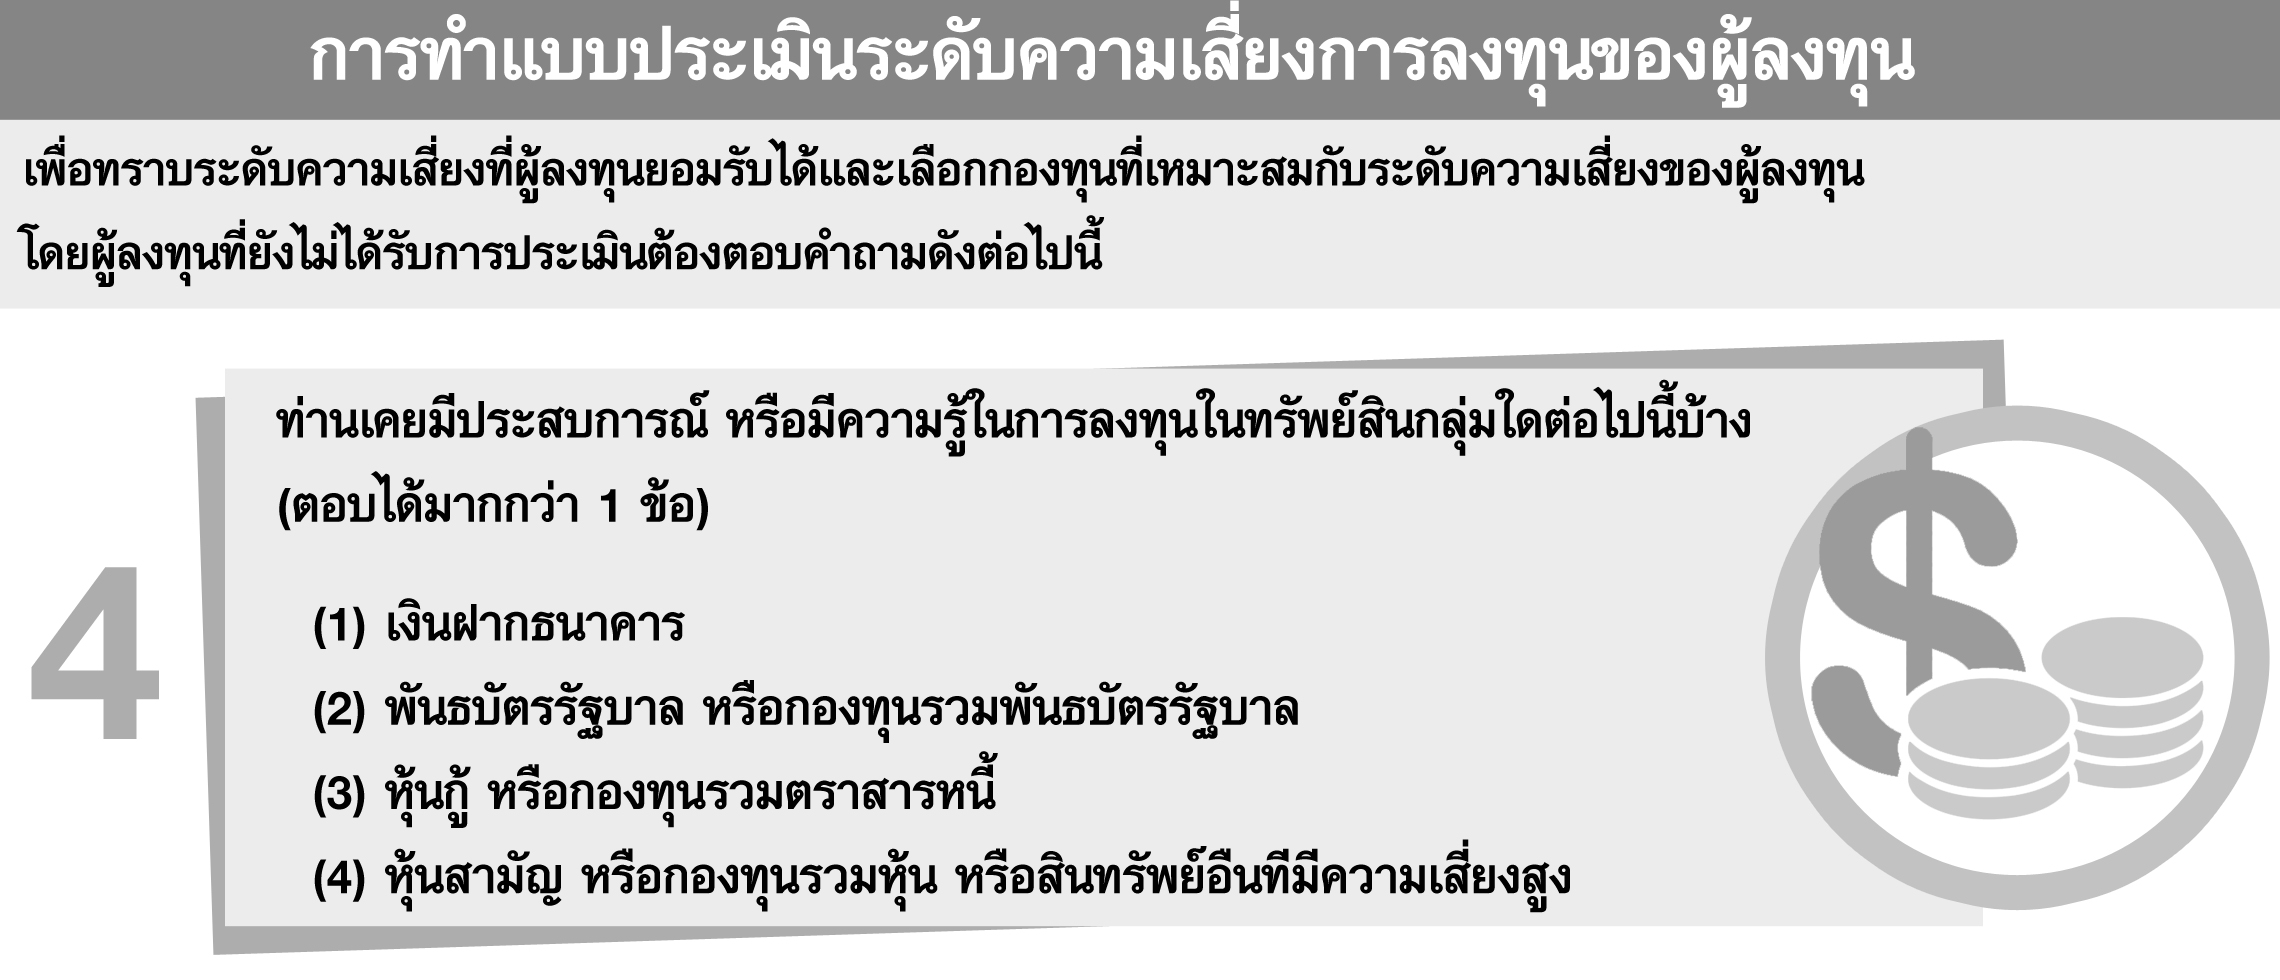 การทำแบบประเมินระดับความเสี่ยงการลงทุนของผู้ลงทุน
เพื่อทราบระดับความเสี่ยงที่ผู้ลงทุนยอมรับได้และเลือกกองทุนที่เหมาะสมกับระดับความเสี่ยงของผู้ลงทุน
โดยผู้ลงทุนที่ยังไม่ได้รับการประเมินต้องตอบคำถามดังต่อไปนี้
ท่านเคยมีประสบการณ์ หรือมีความรู้ในการลงทุนในทรัพย์สินกลุ่มใดต่อไปนี้บ้าง
(ตอบได้มากกว่า 1 ข้อ)
4
(1) เงินฝากธนาคาร
(2) พันธบัตรรัฐบาล หรือกองทุนรวมพันธบัตรรัฐบาล
(3) หุ้นกู้ หรือกองทุนรวมตราสารหนี้
(4) หุ้นสามัญ หรือกองทุนรวมหุ้น หรือสินทรัพย์อืนทีมีความเสี่ยงสูง